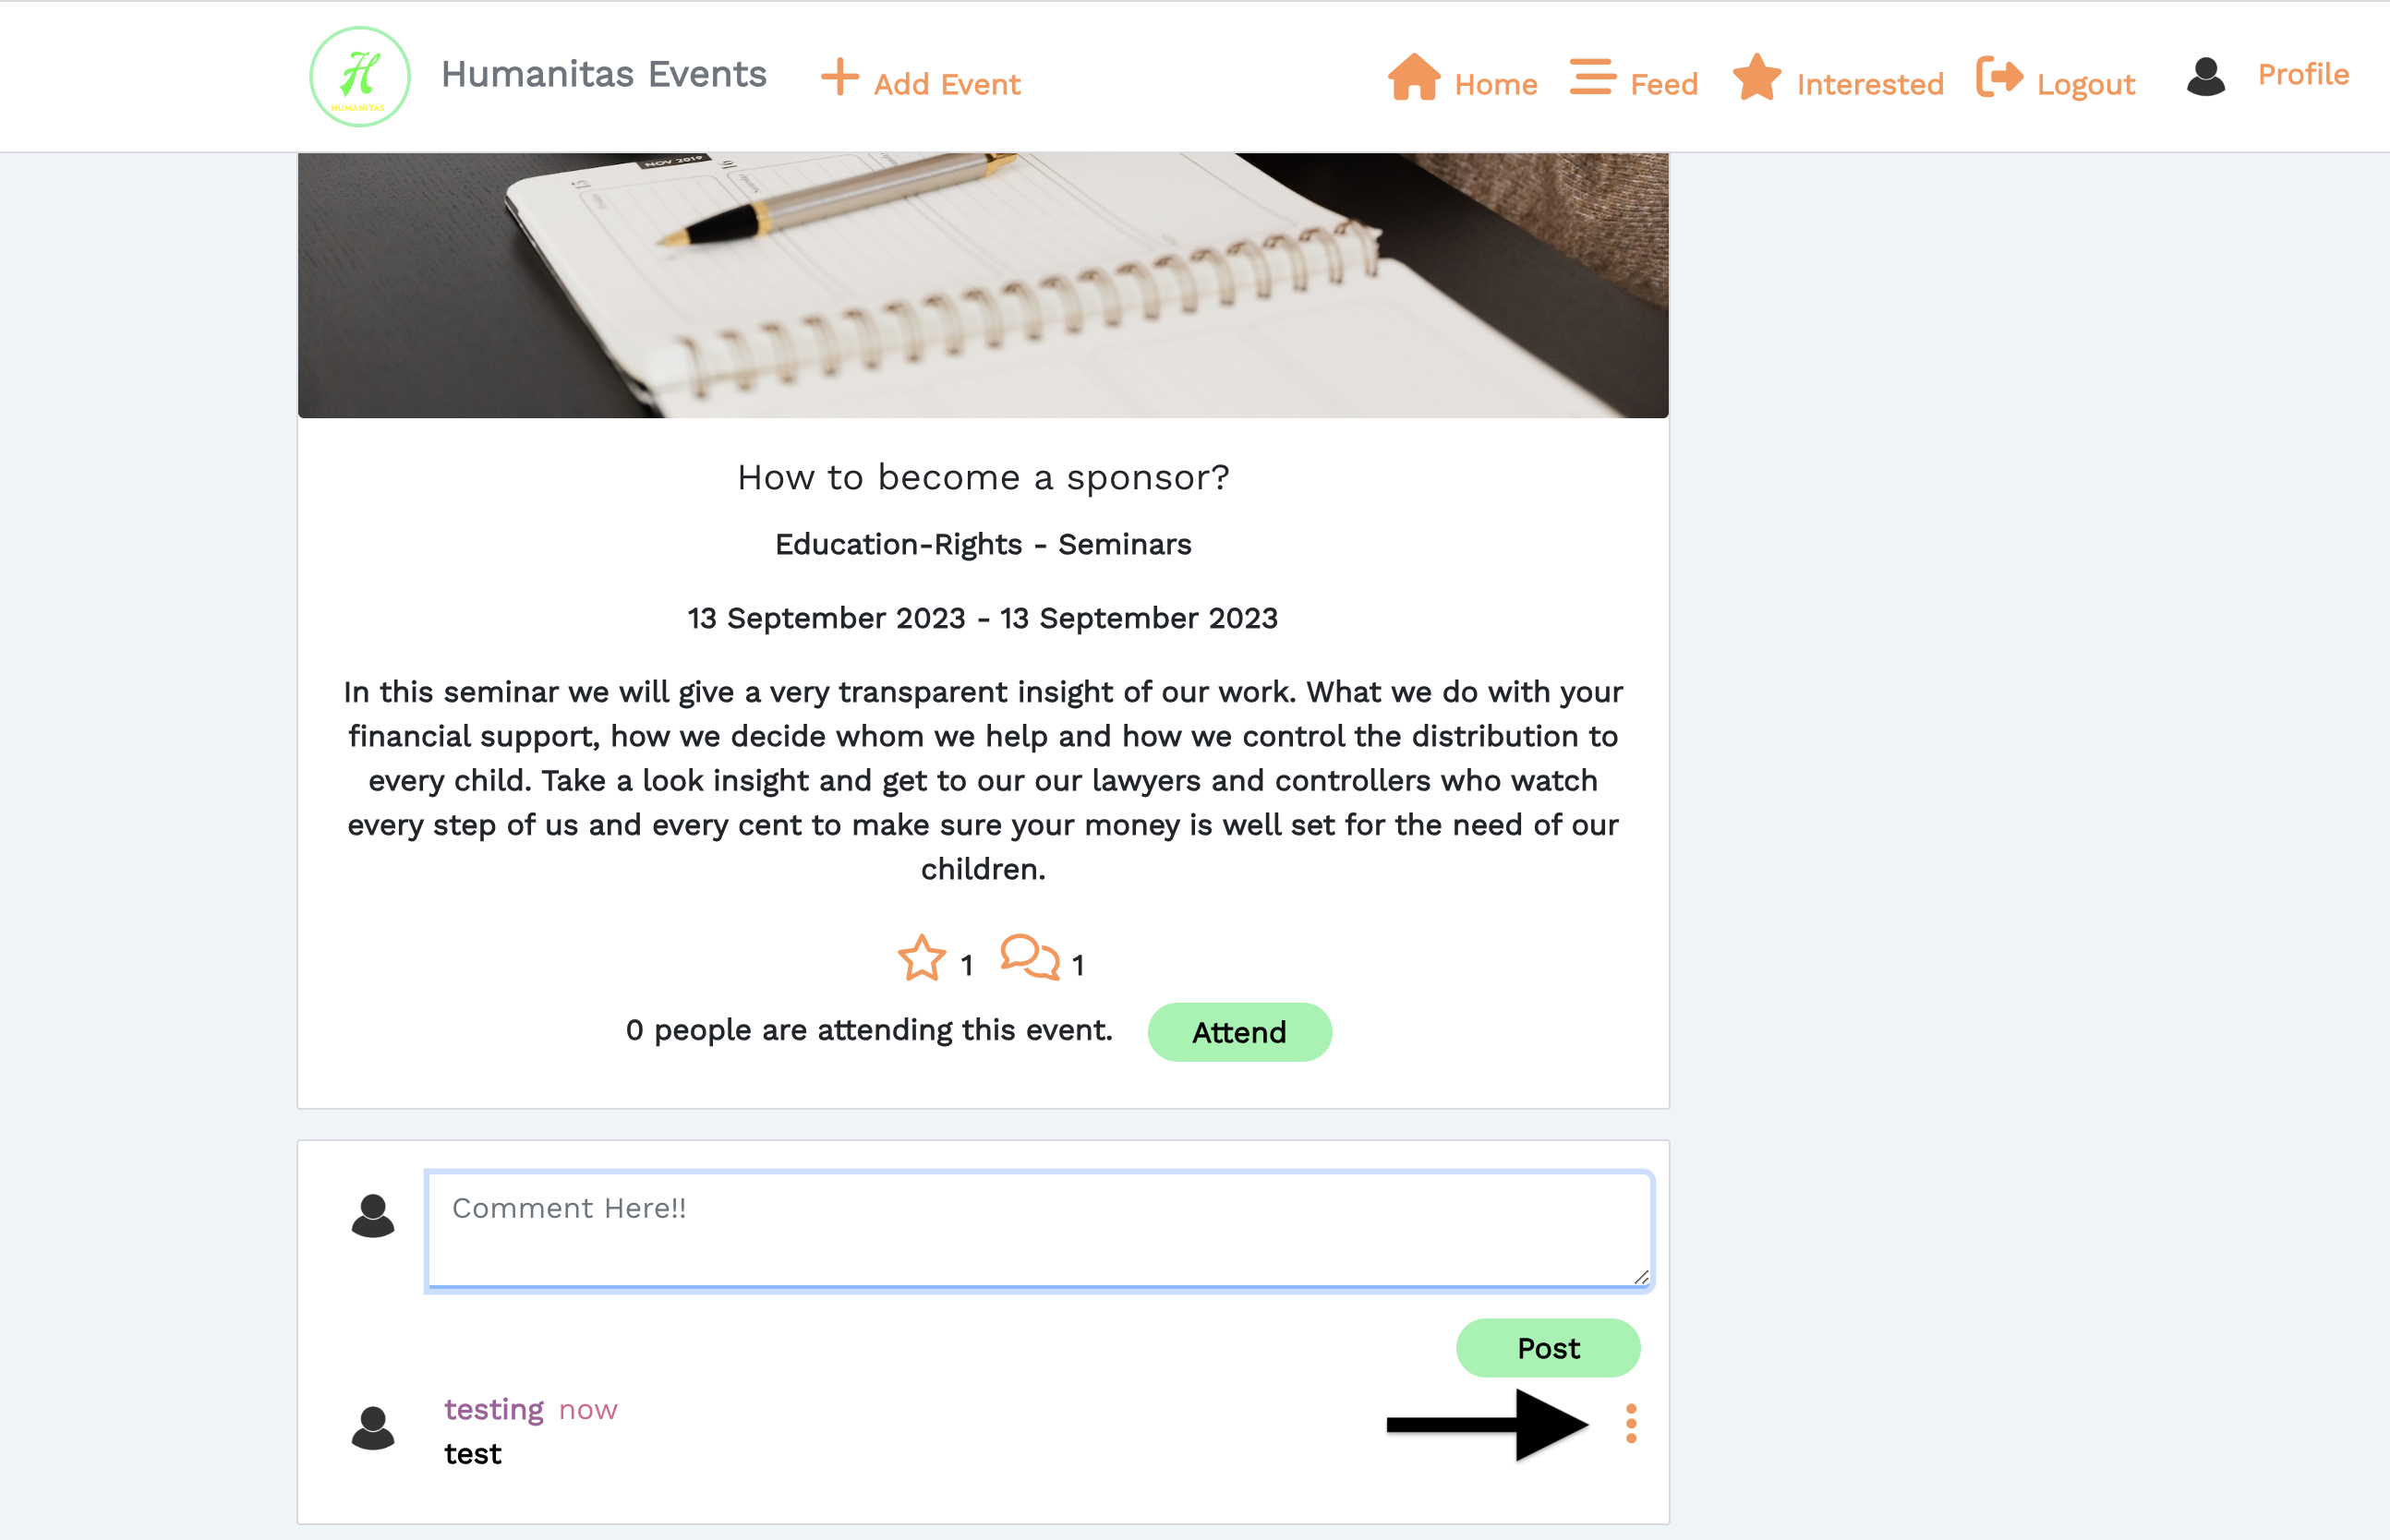 H
HUMANITAS
Humanitas Events
Add Event
Home
Feed
Interested
Logout
Profile
NOV 2019
15
16
How to become a sponsor?
Education-Rights - Seminars
13 September 2023 - 13 September 2023
In this seminar we will give a very transparent insight of our work. What we do with your
financial support, how we decide whom we help and how we control the distribution to
every child. Take a look insight and get to our our lawyers and controllers who watch
every step of us and every cent to make sure your money is well set for the need of our
children.
1
1
0 people are attending this event.
Attend
Comment Here!!
Post
testing now
test